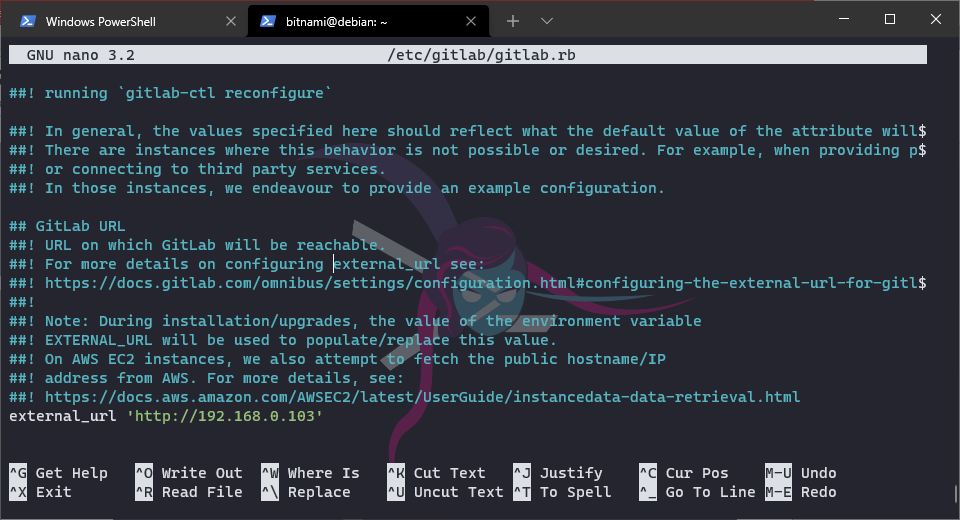 Windows PowerShell
bitnami@debian: ~
GNU nano 3.2 /etc/gitlab/gitlab.rb
##! running `gitlab-ctl reconfigure`
##! In general, the values specified here should reflect what the default value of the attribute will$
##! There are instances where this behavior is not possible or desired. For example, when providing p$
##! or connecting to third party services.
##! In those instances, we endeavour to provide an example configuration.
## GitLab URL
##! URL on which GitLab will be reachable.
##! For more details on configuring external_url see:
##! https://docs.gitlab.com/omnibus/settings/configuration.html#configuring-the-external-url-for-gitl$
##!
##! Note: During installation/upgrades, the value of the environment variable
##! EXTERNAL_URL will be used to populate/replace this value.
##! On AWS EC2 instances, we also attempt to fetch the public hostname/IP
##! address from AWS. For more details, see:
##! https://docs.aws.amazon.com/AWSEC2/latest/UserGuide/instancedata-data-retrieval.html
external_url 'http://192.168.0.103'
^G Get Help ^O Write Out ^W Where Is ^K Cut Text ^J Justify ^C Cur Pos M-U Undo
^X Exit ^R Read File ^\ Replace ^U Uncut Text ^T To Spell ^_ Go To Line M-E Redo